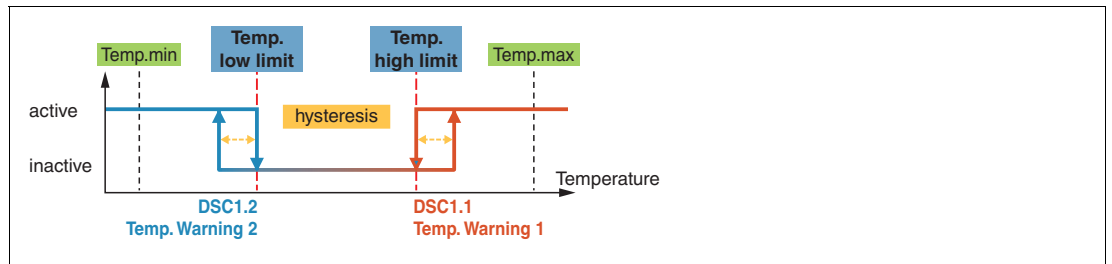 Temp.min
Temp.
low limit
Temp.
high limit
Temp.max
active
hysteresis
inactive
Temperature
DSC1.2
Temp. Warning 2
DSC1.1
Temp. Warning 1